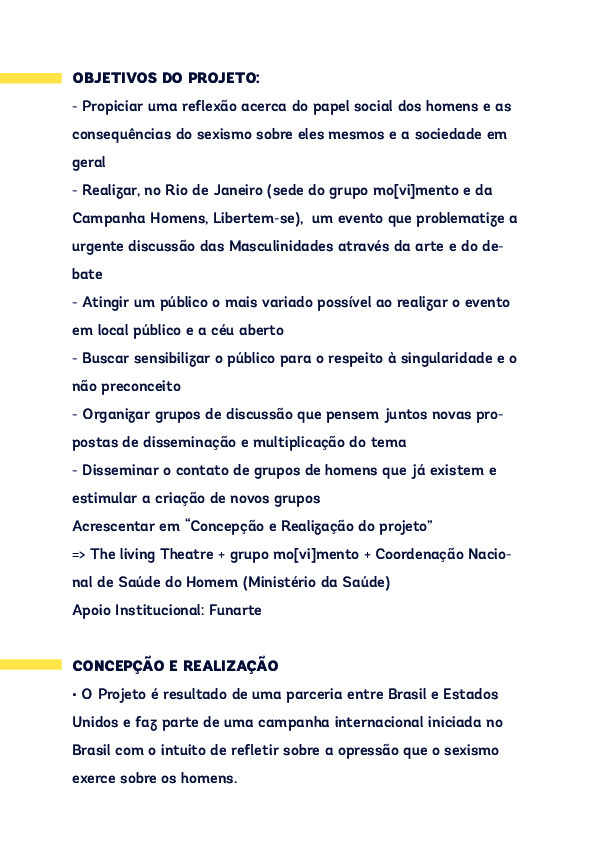 OBJETIVOS DO PROJETO:
- Propiciar uma reflexão acerca do papel social dos homens e as
consequências do sexismo sobre eles mesmos e a sociedade em
geral
- Realizar, no Rio de Janeiro (sede do grupo mo[vi]mento e da
Campanha Homens, Libertem-se),  um evento que problematize a
urgente discussão das Masculinidades através da arte e do de-
bate
- Atingir um público o mais variado possível ao realizar o evento
em local público e a céu aberto
- Buscar sensibilizar o público para o respeito à singularidade e o
não preconceito
- Organizar grupos de discussão que pensem juntos novas pro-
postas de disseminação e multiplicação do tema
- Disseminar o contato de grupos de homens que já existem e
estimular a criação de novos grupos
Acrescentar em “Concepção e Realização do projeto”
=> The living Theatre + grupo mo[vi]mento + Coordenação Nacio-
nal de Saúde do Homem (Ministério da Saúde)
Apoio Institucional: Funarte
CONCEPÇÃO E REALIZAÇÃO
• O Projeto é resultado de uma parceria entre Brasil e Estados
Unidos e faz parte de uma campanha internacional iniciada no
Brasil com o intuito de refletir sobre a opressão que o sexismo
exerce sobre os homens.